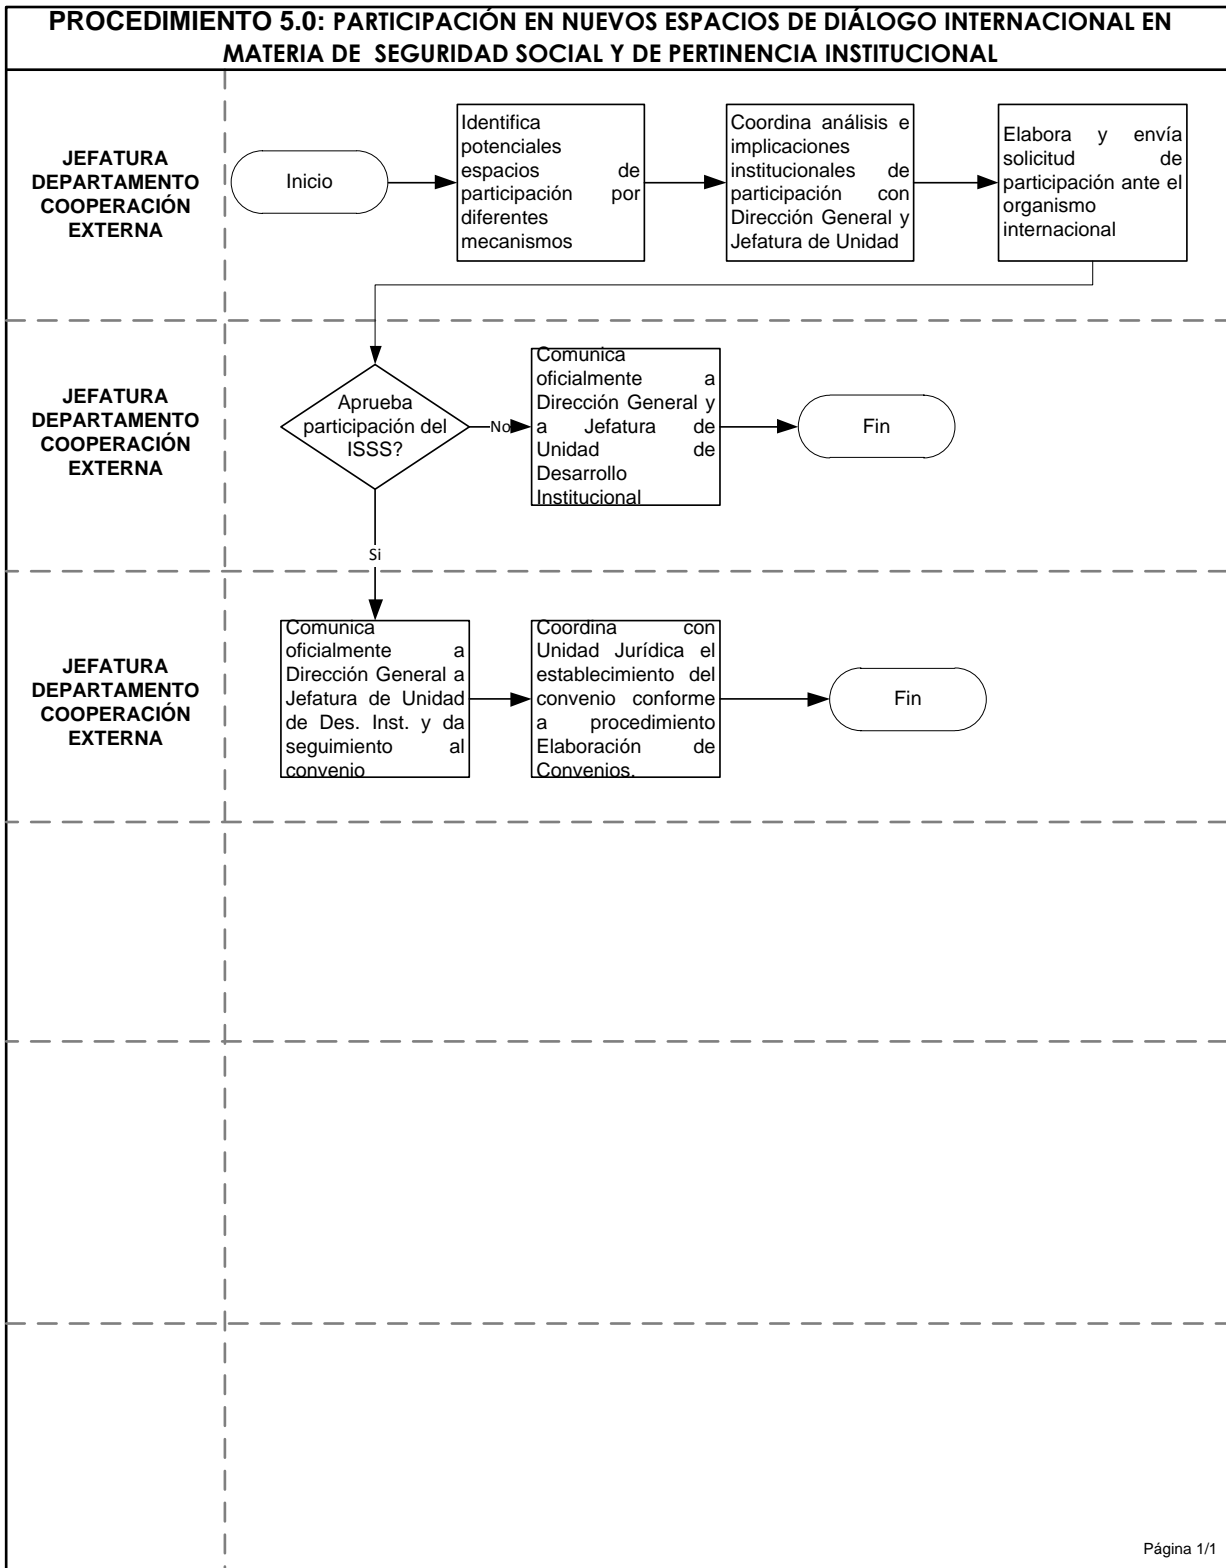 PROCEDIMIENTO 5.0: PARTICIPACIÓN EN NUEVOS ESPACIOS DE DIÁLOGO INTERNACIONAL EN
MATERIA DE SEGURIDAD SOCIAL Y DE PERTINENCIA INSTITUCIONAL
JEFATURA
DEPARTAMENTO
COOPERACIÓN
EXTERNA
Inicio
Identifica
potenciales
espacios de
participación por
diferentes
mecanismos
Coordina análisis e
implicaciones
institucionales de
participación con
Dirección General y
Jefatura de Unidad
Elabora y envía
solicitud de
participación ante el
organismo
internacional
JEFATURA
DEPARTAMENTO
COOPERACIÓN
EXTERNA
Aprueba
participación del
ISSS?
No
Comunica
oficialmente a
Dirección General y
a Jefatura de
Unidad de
Desarrollo
Institucional
Fin
Si
JEFATURA
DEPARTAMENTO
COOPERACIÓN
EXTERNA
Comunica
oficialmente a
Dirección General a
Jefatura de Unidad
de Des. Inst. y da
seguimiento al
convenio
Coordina con
Unidad Jurídica el
establecimiento del
convenio conforme
a procedimiento
Elaboración de
Convenios.
Fin
Página 1/1